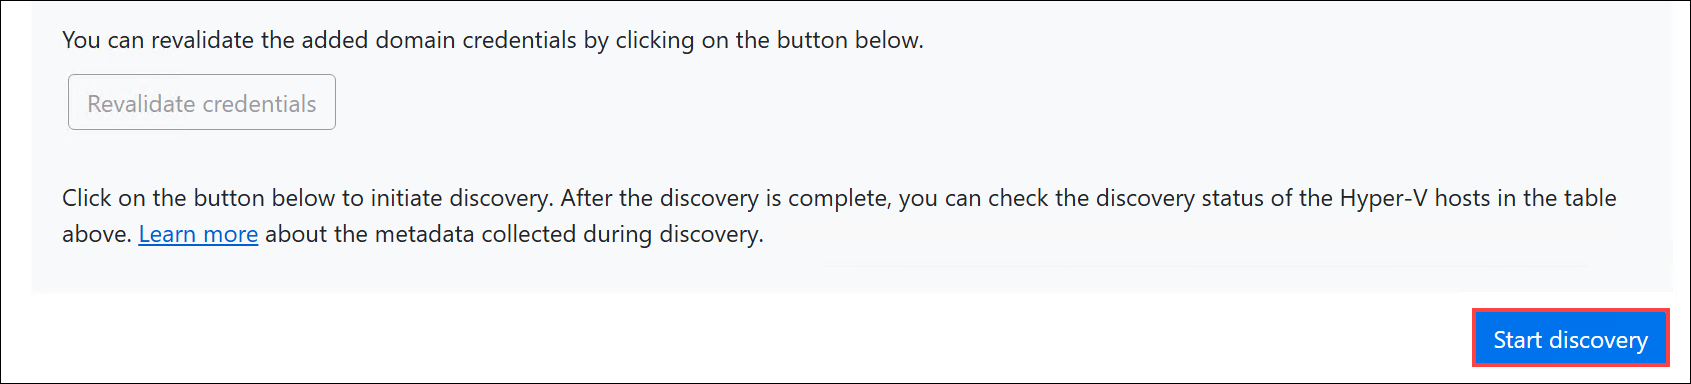 You can revalidate the added domain credentials by clicking on the button below.
Revalidate credentials
Click on the button below to initiate discovery. After the discovery is complete, you can check the discovery status of the Hyper-V hosts in the table
above. Learn more about the metadata collected during discovery.
Start discovery